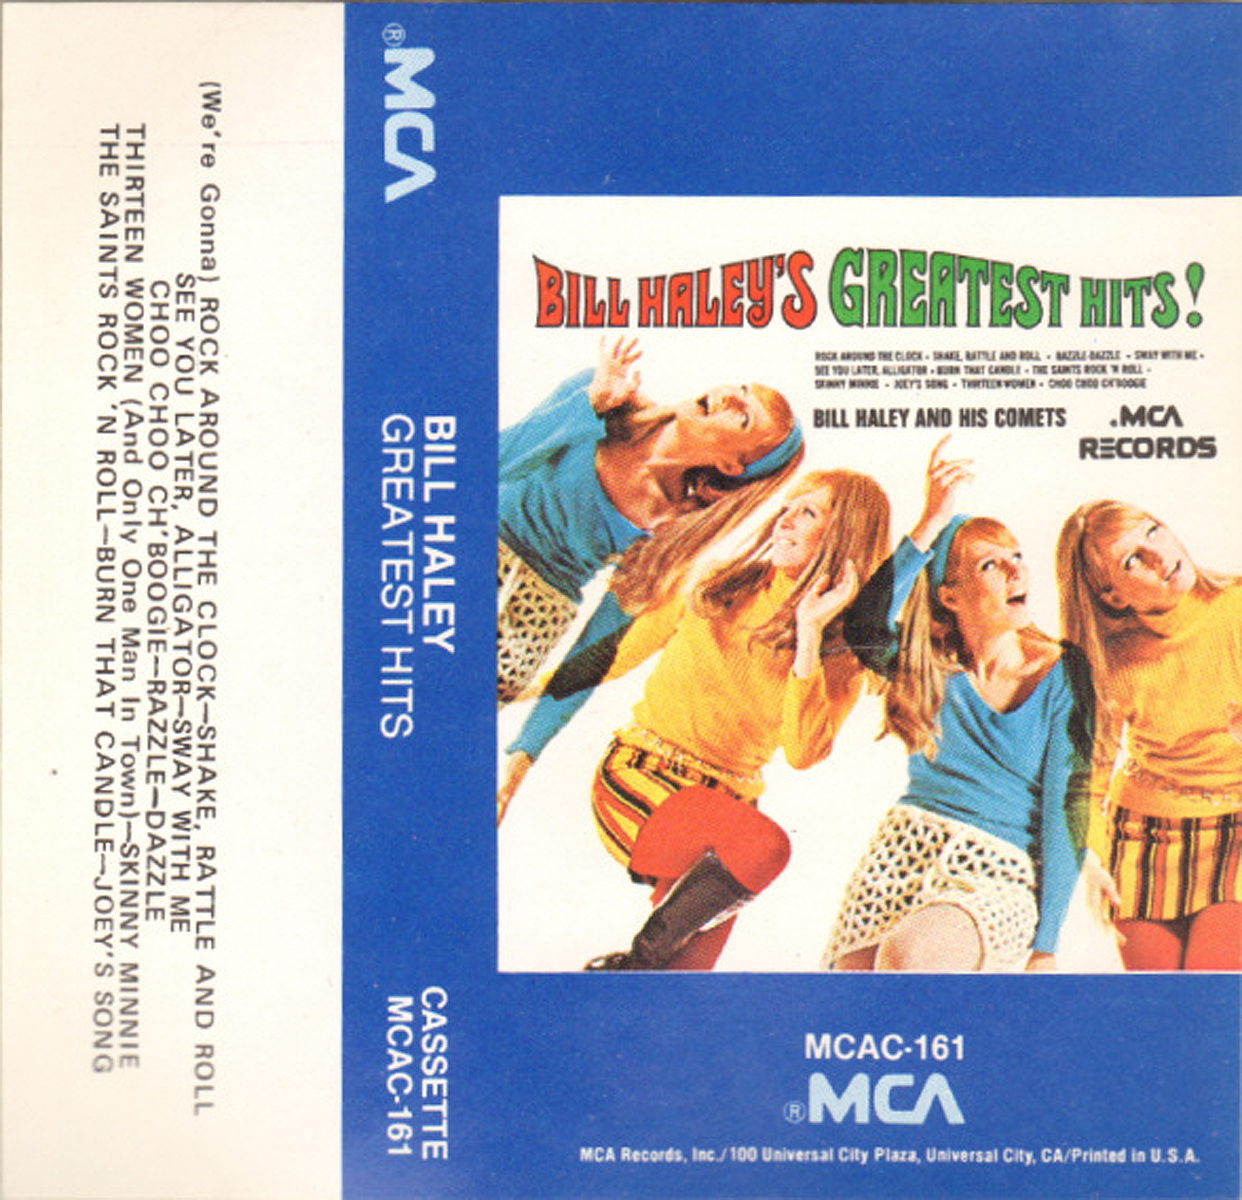 (We're Gonna) ROCK AROUND THE CLOCK—SHAKE, RATTLE AND ROLL
SEE YOU LATER, ALLIGATOR—SWAY WITH ME
CHOO CHOO CH'BOOGIE—RAZZLE—DAZZLE
THIRTEEN WOMEN (And Only One Man In Town)—SKINNY MINNIE
THE SAINTS ROCK 'N ROLL—BURN THAT CANDLE—JOEY'S SONG
®MCA
BILL HALEY
GREATEST HITS
CASSETTE
MCAC-161
BILL HALEY'S GREATEST HITS!
ROCK AROUND THE CLOCK • SHAKE, RATTLE AND ROLL • RAZZLE-DAZZLE • SWAY WITH ME •
SEE YOU LATER, ALLIGATOR • BURN THAT CANDLE • THE SAINTS ROCK 'N ROLL •
SKINNY MINNIE • JOEY'S SONG • THIRTEEN WOMEN • CHOO CHOO CH'BOOGIE
BILL HALEY AND HIS COMETS
.MCA
RECORDS
MCAC-161
®MCA
MCA Records, Inc./100 Universal City Plaza, Universal City, CA/Printed in U.S.A.